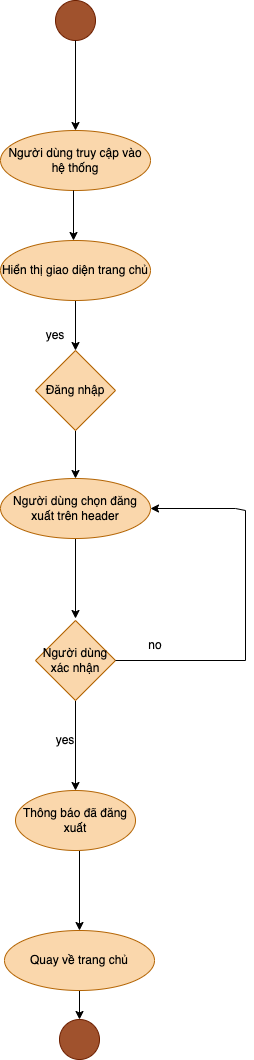 Người dùng truy cập vào
hệ thống
Hiển thị giao diện trang chủ
yes
Đăng nhập
Người dùng chọn đăng
xuất trên header
Người dùng
xác nhận
no
yes
Thông báo đã đăng
xuất
Quay về trang chủ